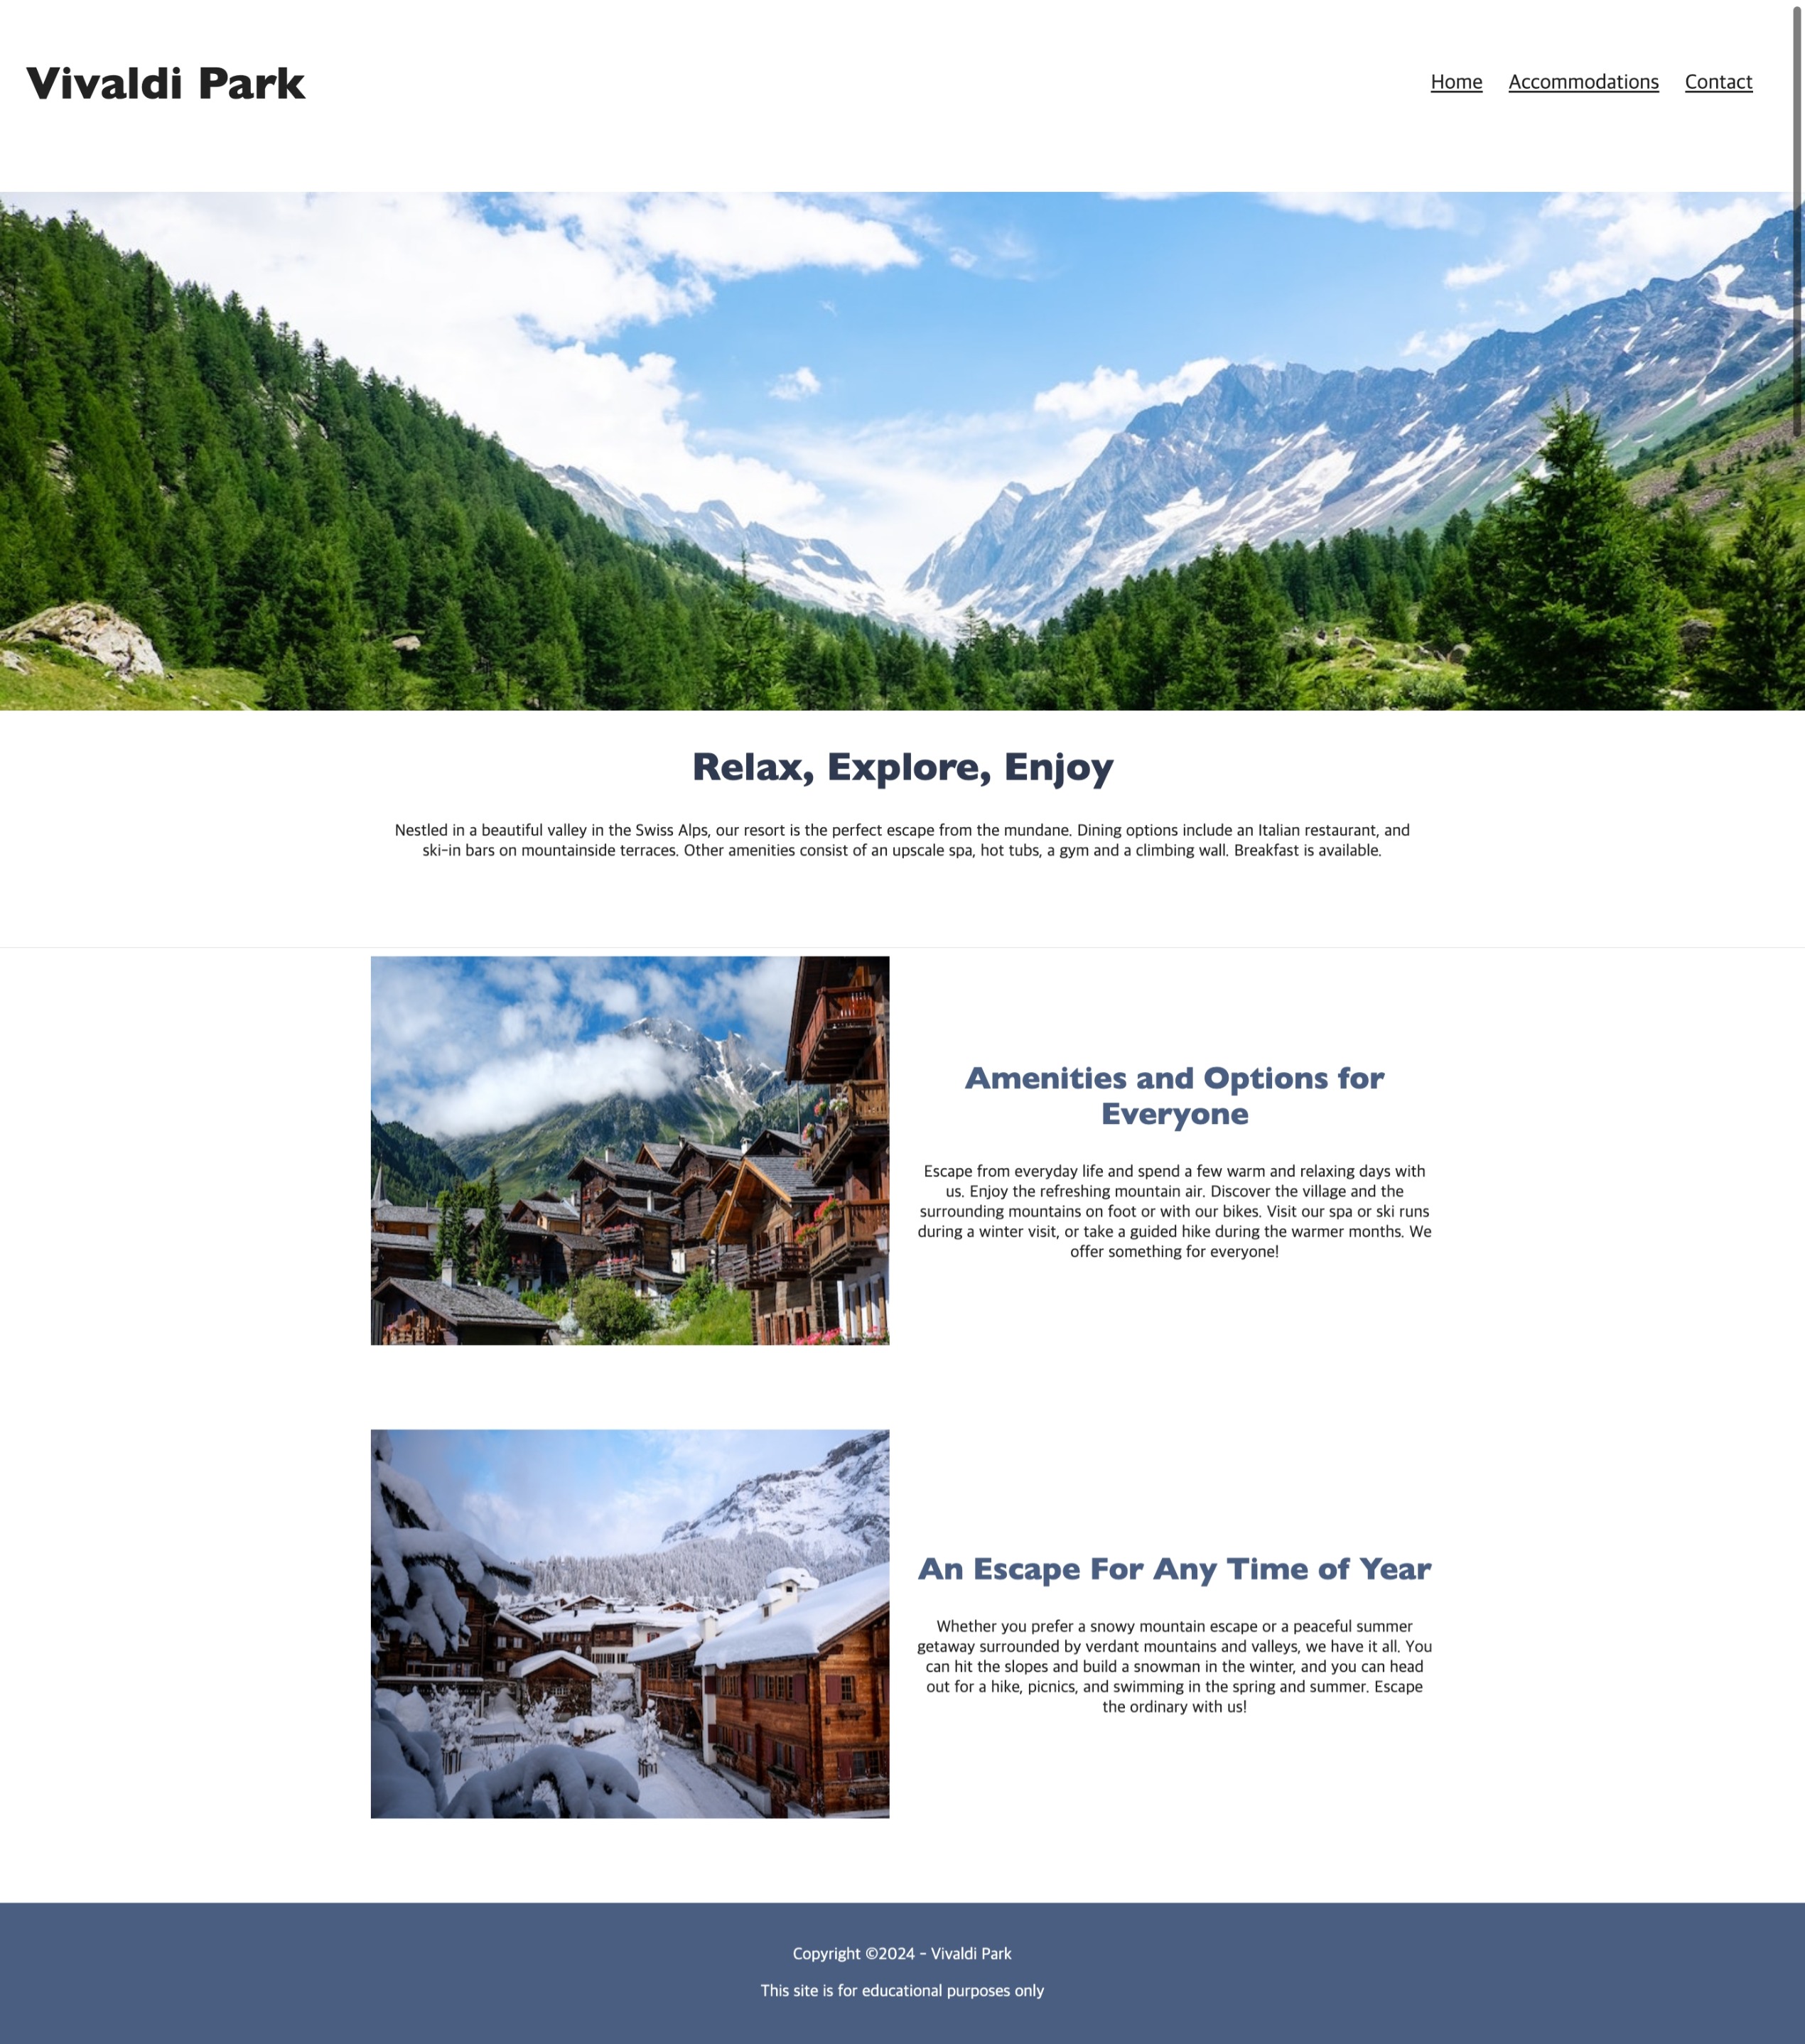 Vivaldi Park
Home Accommodations Contact
Relax, Explore, Enjoy
Nestled in a beautiful valley in the Swiss Alps, our resort is the perfect escape from the mundane. Dining options include an Italian restaurant, and
ski-in bars on mountainside terraces. Other amenities consist of an upscale spa, hot tubs, a gym and a climbing wall. Breakfast is available.
Amenities and Options for
Everyone
Escape from everyday life and spend a few warm and relaxing days with
us. Enjoy the refreshing mountain air. Discover the village and the
surrounding mountains on foot or with our bikes. Visit our spa or ski runs
during a winter visit, or take a guided hike during the warmer months. We
offer something for everyone!
An Escape For Any Time of Year
Whether you prefer a snowy mountain escape or a peaceful summer
getaway surrounded by verdant mountains and valleys, we have it all. You
can hit the slopes and build a snowman in the winter, and you can head
out for a hike, picnics, and swimming in the spring and summer. Escape
the ordinary with us!
Copyright ©2024 - Vivaldi Park
This site is for educational purposes only